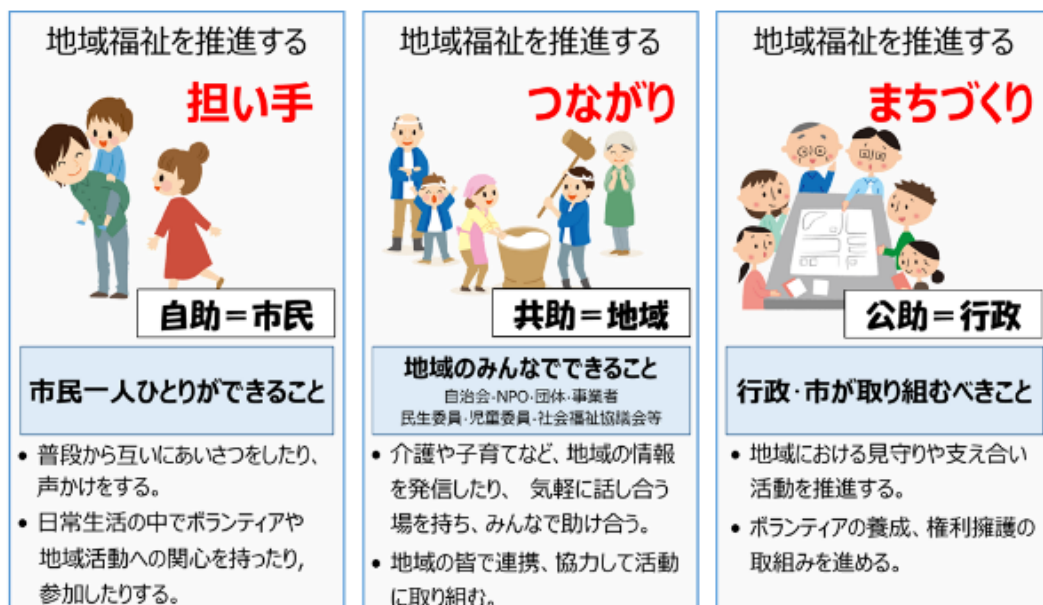 地域福祉を推進する
担い手
自助＝市民
市民一人ひとりができること
• 普段から互いにあいさつをしたり、
声かけをする。
• 日常生活の中でボランティアや
地域活動への関心を持ったり,
参加したりする。
地域福祉を推進する
つながり
共助＝地域
地域のみんなでできること
自治会・NPO・団体・事業者
民生委員・児童委員・社会福祉協議会等
• 介護や子育てなど、地域の情報
を発信したり、 気軽に話し合う
場を持ち、みんなで助け合う。
• 地域の皆で連携、協力して活動
に取り組む。
地域福祉を推進する
まちづくり
公助＝行政
行政・市が取り組むべきこと
• 地域における見守りや支え合い
活動を推進する。
• ボランティアの養成、権利擁護の
取組みを進める。